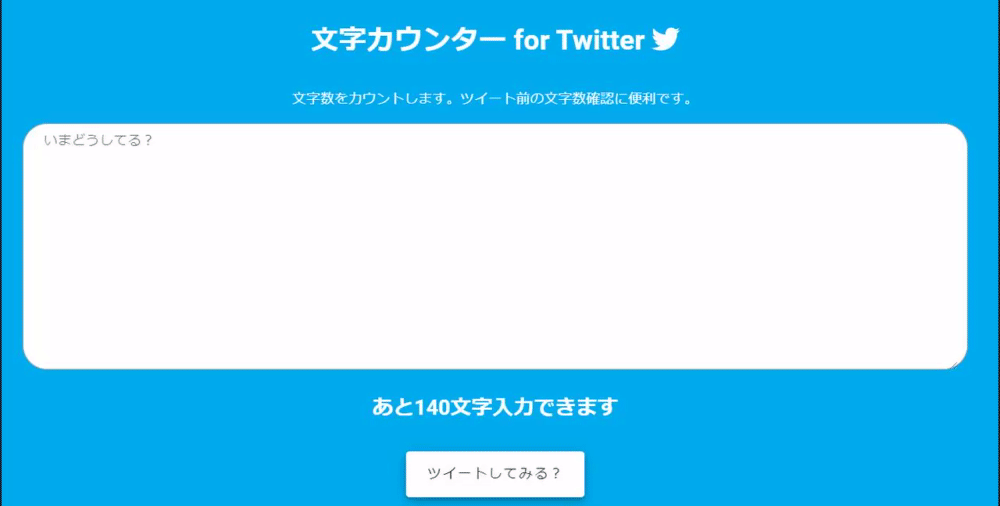 文字カウンター for Twitter
文字数をカウントします。ツイート前の文字数確認に便利です。
いまどうしてる？
あと140文字入力できます
ツイートしてみる？